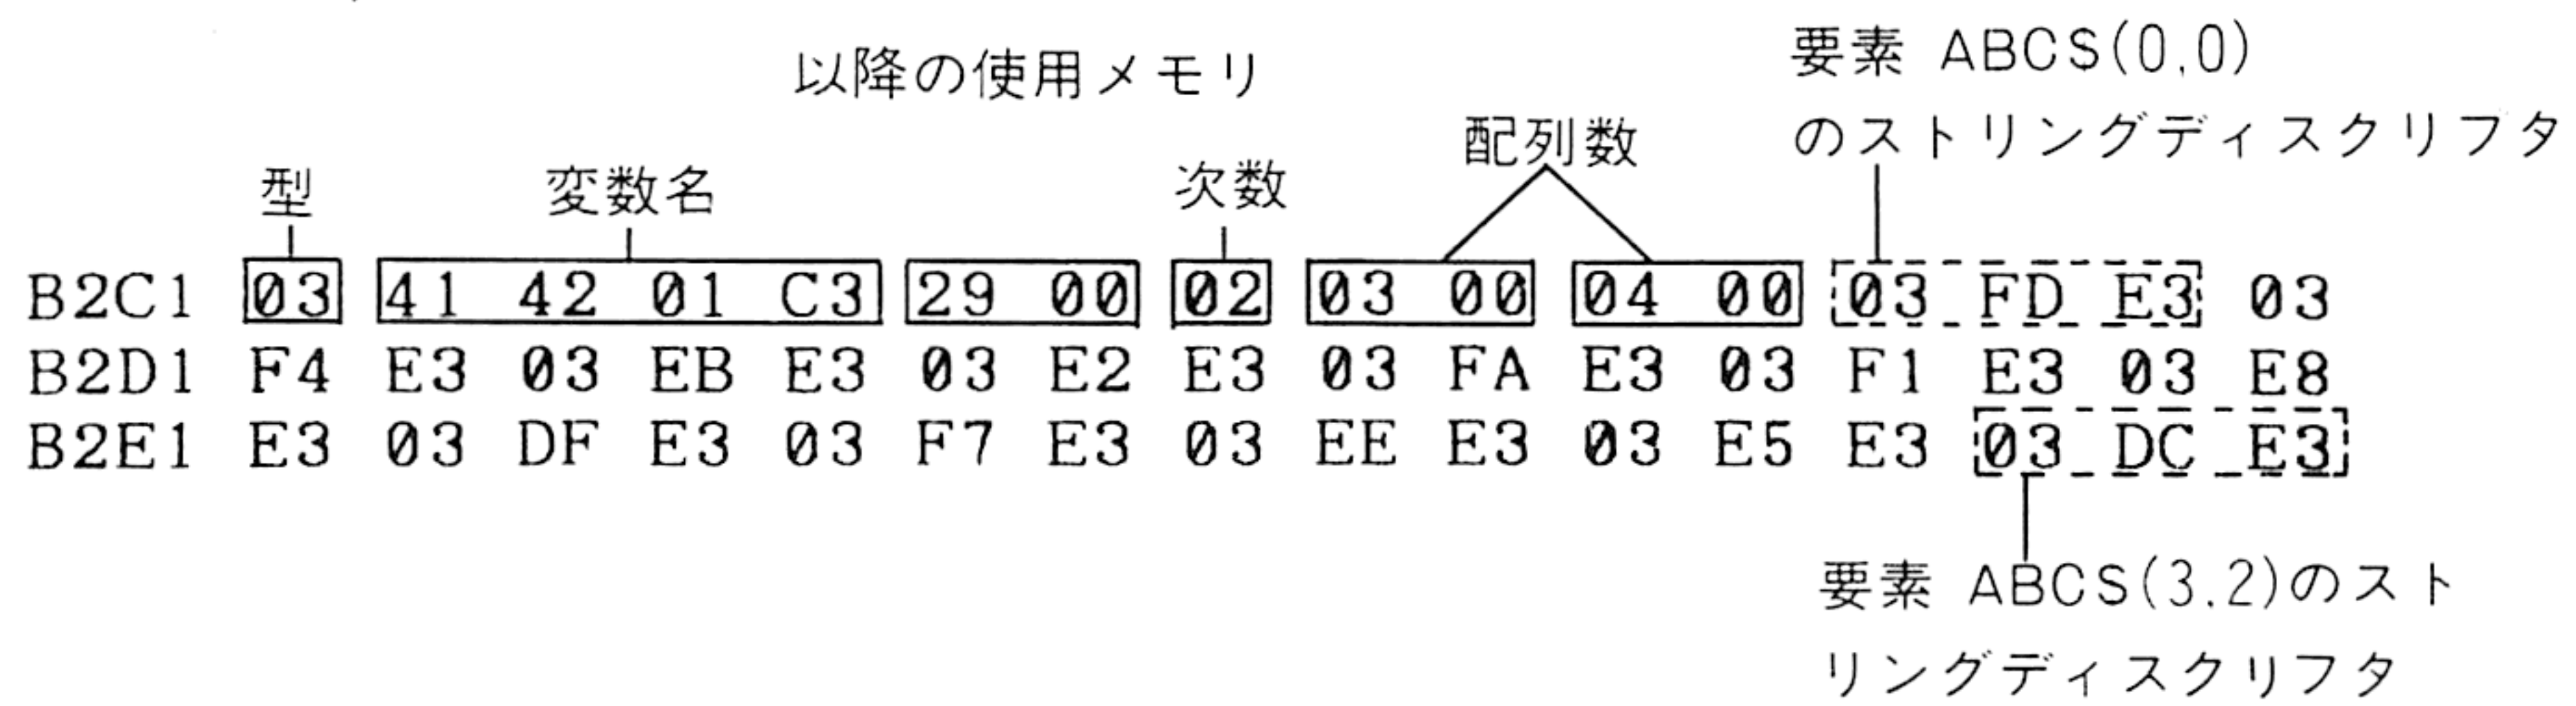 要素 ABCS(0,0)
以降の使用メモリ
のストリングディスクリフタ
配列数
型 変数名 次数
B2C1 03 41 42 01 C3 29 00 02 03 00 04 00 03 FD E3 03
B2D1 F4 E3 03 EB E3 03 E2 E3 03 FA E3 03 F1 E3 03 E8
B2E1 E3 03 DF E3 03 F7 E3 03 EE E3 03 E5 E3 03 DC E3
要素 ABCS(3,2)のスト
リングディスクリフタ